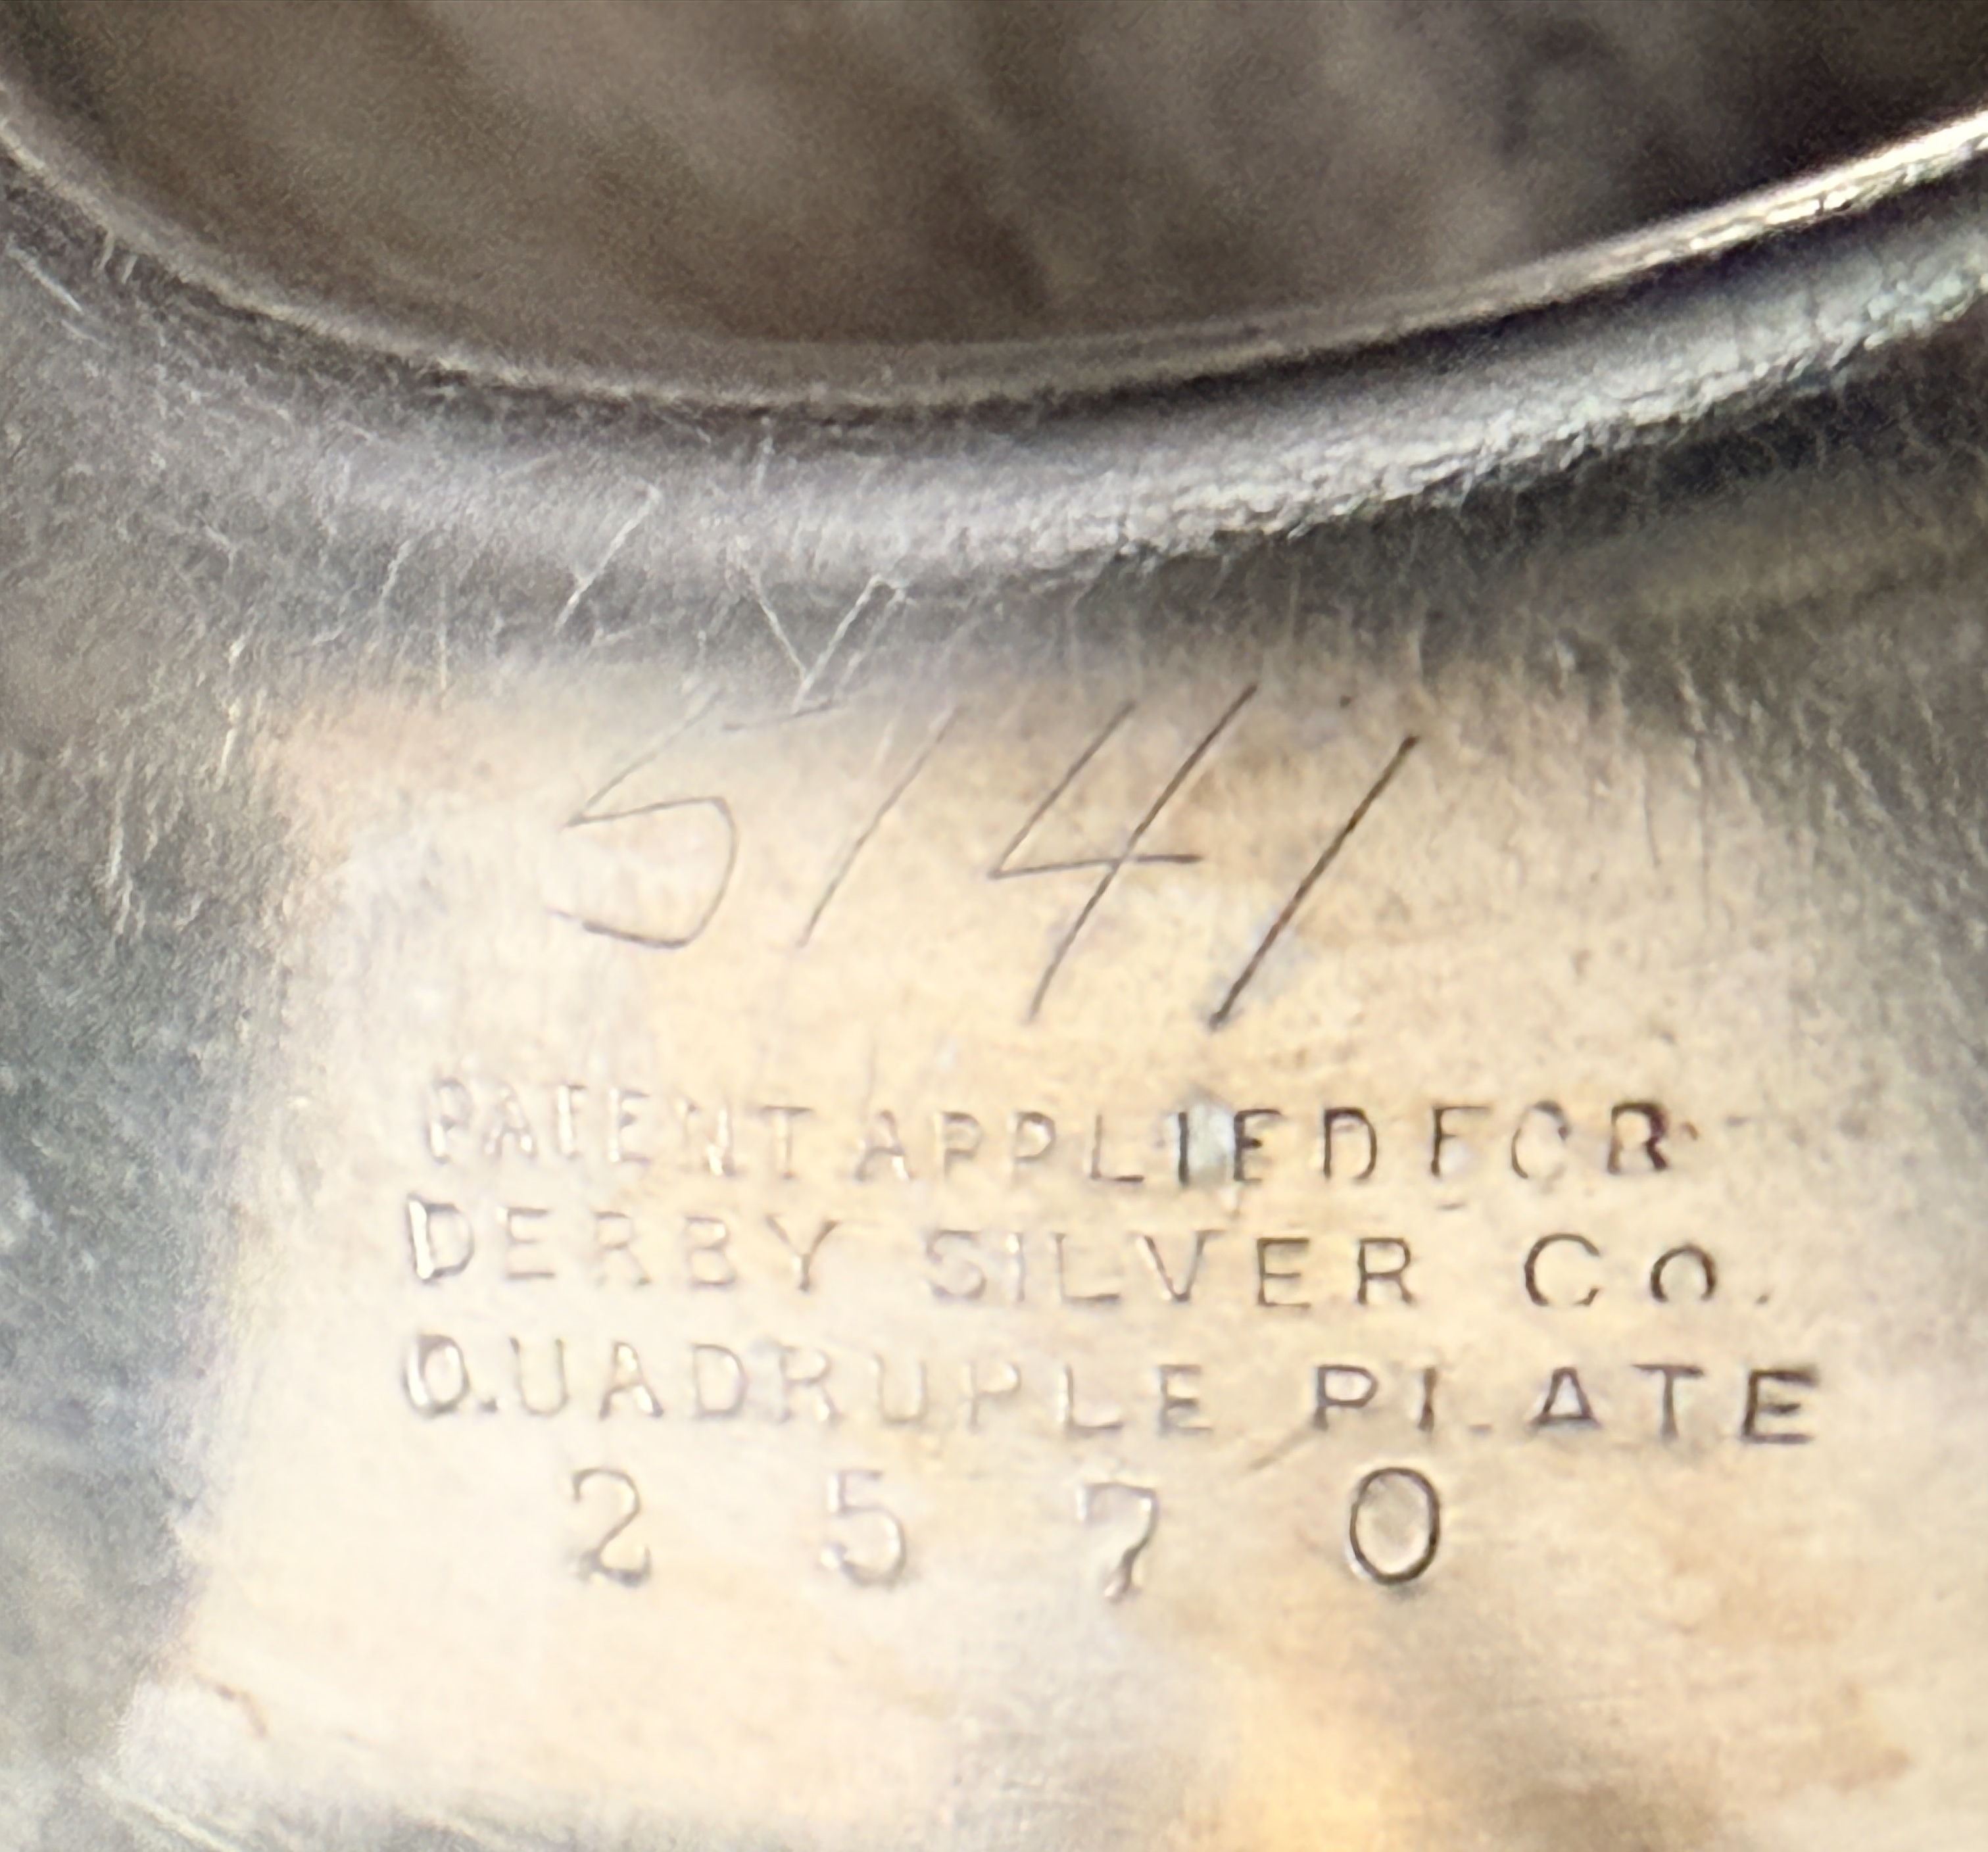 5141
PATENT APPLIED FOR
DERBY SILVER CO.
QUADRUPLE PLATE
2570